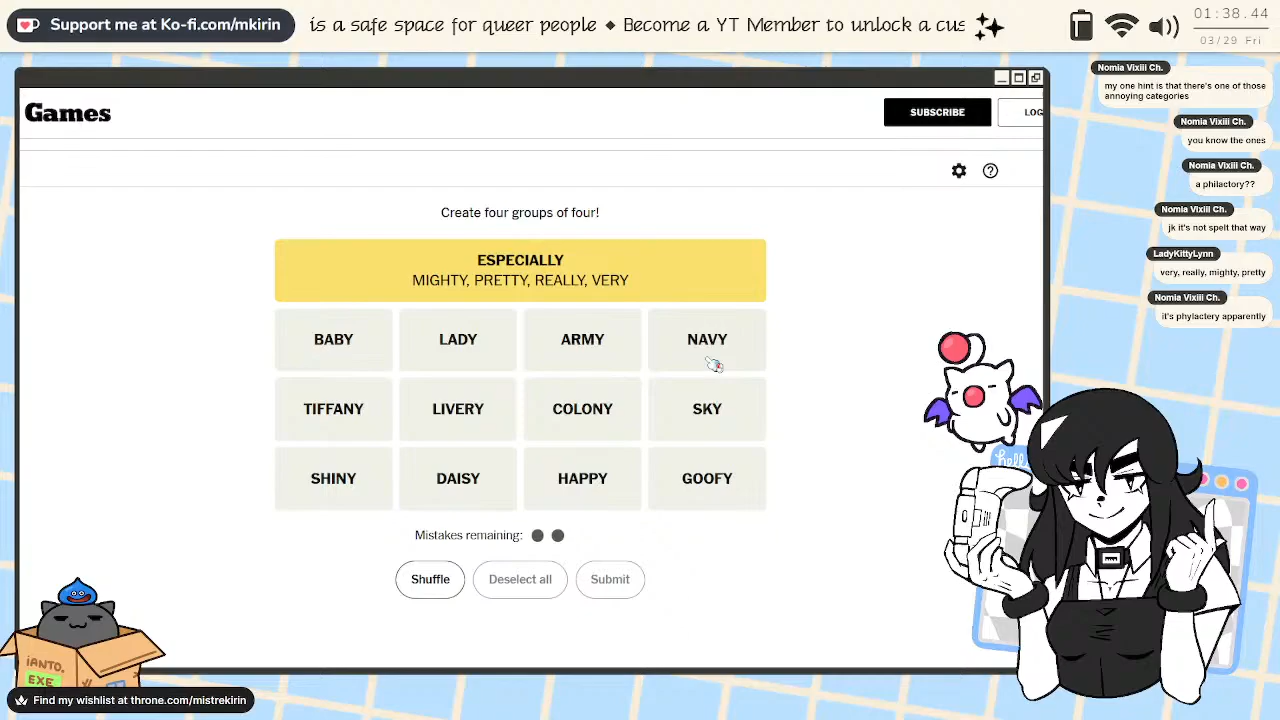 Support me at Ko-fi.com/mkirin
is a safe space for queer people ◆ Become a YT Member to unlock a cus
01:38.44
03/29 Fri
Games
SUBSCRIBE
LOG
Create four groups of four!
ESPECIALLY
MIGHTY, PRETTY, REALLY, VERY
BABY LADY ARMY NAVY
TIFFANY LIVERY COLONY SKY
SHINY DAISY HAPPY GOOFY
Mistakes remaining:
Shuffle Deselect all Submit
Nomia Vixiii Ch.
my one hint is that there's one of those
annoying categories
Nomia Vixiii Ch.
you know the ones
Nomia Vixiii Ch.
a philactory??
Nomia Vixiii Ch.
jk it's not spelt that way
LadyKittyLynn
very, really, mighty, pretty
Nomia Vixiii Ch.
it's phylactery apparently
hell
iANTO.
EXE
Find my wishlist at throne.com/mistrekirin